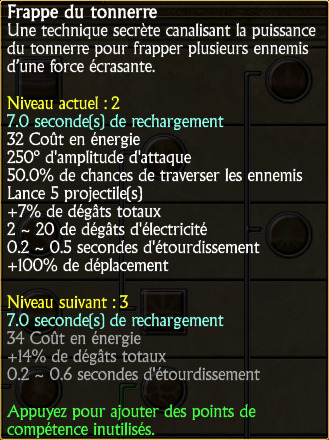 Frappe du tonnerre
Une technique secrète canalisant la puissance
du tonnerre pour frapper plusieurs ennemis
d'une force écrasante.
Niveau actuel : 2
7.0 seconde(s) de rechargement
32 Coût en énergie
250° d'amplitude d'attaque
50.0% de chances de traverser les ennemis
Lance 5 projectile(s)
+7% de dégâts totaux
2 ~ 20 de dégâts d'électricité
0.2 ~ 0.5 secondes d'étourdissement
+100% de déplacement
Niveau suivant : 3
7.0 seconde(s) de rechargement
34 Coût en énergie
+14% de dégâts totaux
0.2 ~ 0.6 secondes d'étourdissement
Appuyez pour ajouter des points de
compétence inutilisés.